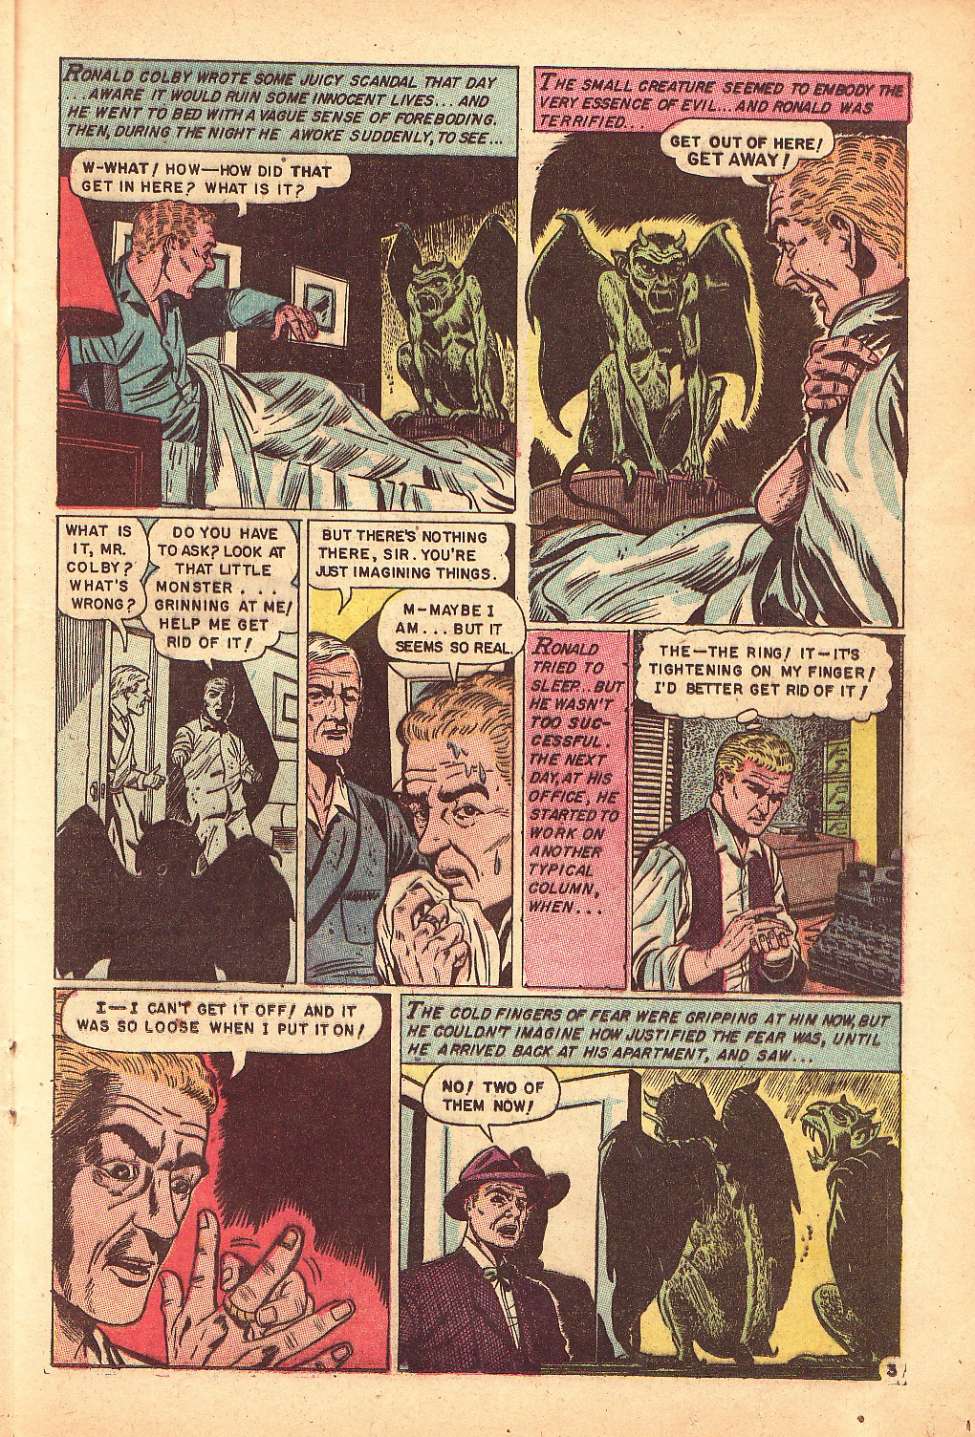 RONALD COLBY WROTE SOME JUICY SCANDAL THAT DAY
...AWARE IT WOULD RUIN SOME INNOCENT LIVES...AND
HE WENT TO BED WITH A VAGUE SENSE OF FOREBODING.
THEN, DURING THE NIGHT HE AWOKE SUDDENLY, TO SEE...
W-WHAT! HOW—HOW DID THAT
GET IN HERE? WHAT IS IT?
THE SMALL CREATURE SEEMED TO EMBODY THE
VERY ESSENCE OF EVIL...AND RONALD WAS
TERRIFIED...
GET OUT OF HERE!
GET AWAY!
WHAT IS
IT, MR.
COLBY?
WHAT'S
WRONG?
DO YOU HAVE
TO ASK? LOOK AT
THAT LITTLE
MONSTER...
GRINNING AT ME!
HELP ME GET
RID OF IT!
BUT THERE'S NOTHING
THERE, SIR. YOU'RE
JUST IMAGINING THINGS.
M-MAYBE I
AM...BUT IT
SEEMS SO REAL.
RONALD
TRIED TO
SLEEP...BUT
HE WASN'T
TOO SUC-
CESSFUL.
THE NEXT
DAY, AT HIS
OFFICE, HE
STARTED TO
WORK ON
ANOTHER
TYPICAL
COLUMN,
WHEN...
THE—THE RING! IT—IT'S
TIGHTENING ON MY FINGER!
I'D BETTER GET RID OF IT!
I—I CAN'T GET IT OFF! AND IT
WAS SO LOOSE WHEN I PUT IT ON!
THE COLD FINGERS OF FEAR WERE GRIPPING AT HIM NOW, BUT
HE COULDN'T IMAGINE HOW JUSTIFIED THE FEAR WAS, UNTIL
HE ARRIVED BACK AT HIS APARTMENT, AND SAW...
NO! TWO OF
THEM NOW!
3